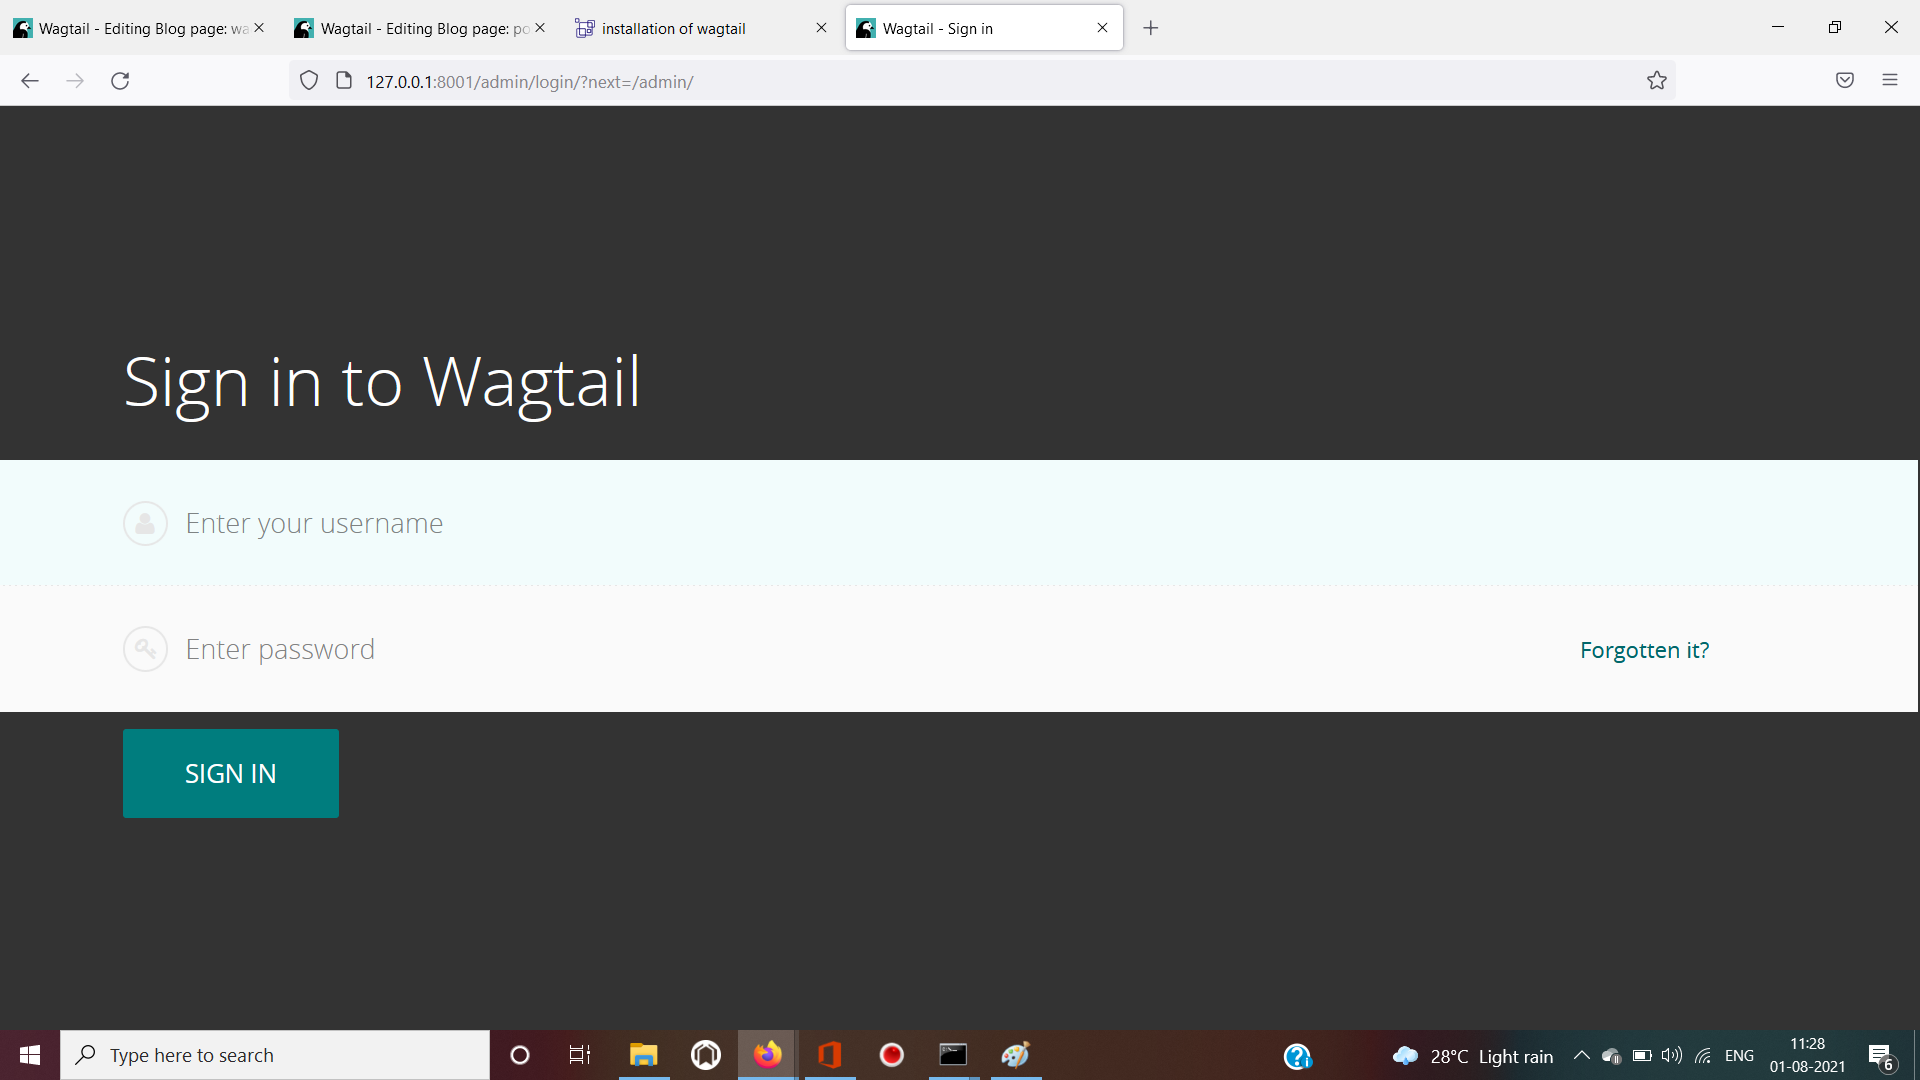 Wagtail - Editing Blog page: wa
Wagtail - Editing Blog page: po
installation of wagtail
Wagtail - Sign in
127.0.0.1:8001/admin/login/?next=/admin/
Sign in to Wagtail
Enter your username
Enter password
Forgotten it?
SIGN IN
Type here to search
28°C Light rain
ENG
11:28
01-08-2021
6